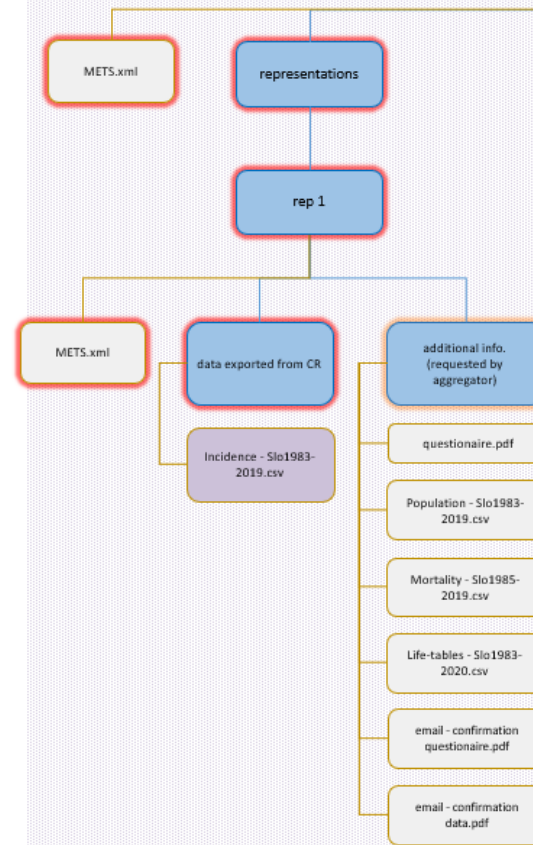 METS.xml
representations
rep 1
METS.xml
data exported from CR
additional info.
(requested by
aggregator)
Incidence - Slo1983-
2019.csv
questionaire.pdf
Population - Slo1983-
2019.csv
Mortality - Slo1985-
2019.csv
Life-tables - Slo1983-
2020.csv
email - confirmation
questionaire.pdf
email - confirmation
data.pdf